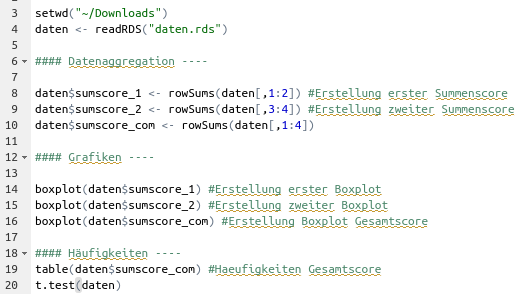 3 setwd("~/Downloads")
4 daten <- readRDS("daten.rds")
5
6 #### Datenaggregation ----
7
8 daten$sumscore_1 <- rowSums(daten[,1:2]) #Erstellung erster Summenscore
9 daten$sumscore_2 <- rowSums(daten[,3:4]) #Erstellung zweiter Summenscore
10 daten$sumscore_com <- rowSums(daten[,1:4])
11
12 #### Grafiken ----
13
14 boxplot(daten$sumscore_1) #Erstellung erster Boxplot
15 boxplot(daten$sumscore_2) #Erstellung zweiter Boxplot
16 boxplot(daten$sumscore_com) #Erstellung Boxplot Gesamtscore
17
18 #### Häufigkeiten ----
19 table(daten$sumscore_com) #Haeufigkeiten Gesamtscore
20 t.test(daten)